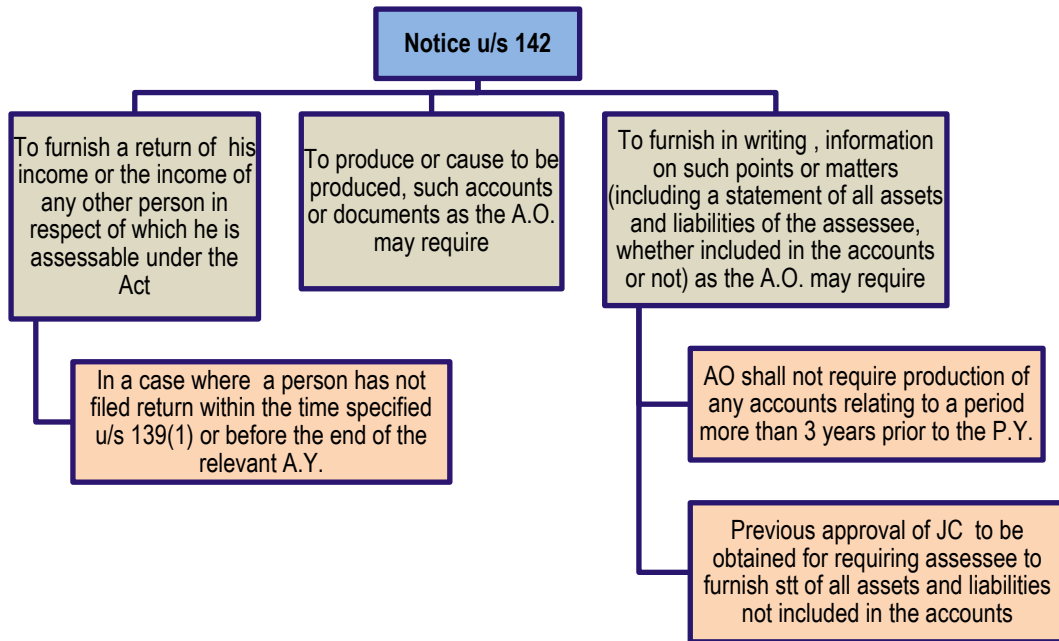 Notice u/s 142
To furnish a return of his
income or the income of
any other person in
respect of which he is
assessable under the
Act
To produce or cause to be
produced, such accounts
or documents as the A.O.
may require
To furnish in writing , information
on such points or matters
(including a statement of all assets
and liabilities of the assessee,
whether included in the accounts
or not) as the A.O. may require
In a case where a person has not
filed return within the time specified
u/s 139(1) or before the end of the
relevant A.Y.
AO shall not require production of
any accounts relating to a period
more than 3 years prior to the P.Y.
Previous approval of JC to be
obtained for requiring assessee to
furnish stt of all assets and liabilities
not included in the accounts